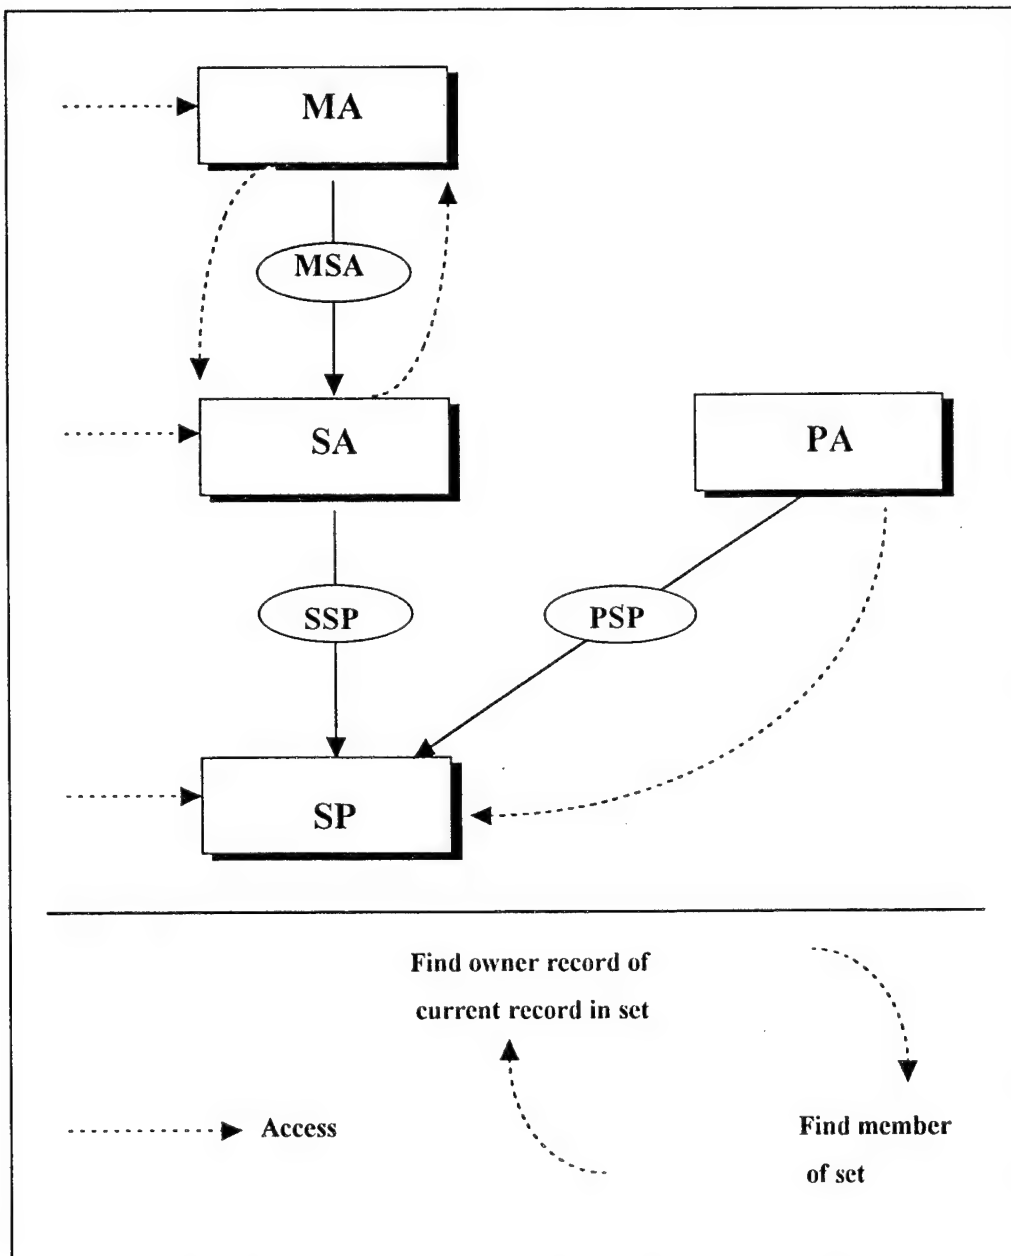 MA
MSA
SA
PA
SSP
PSP
SP
Find owner record of
current record in set
Access
Find member
of set